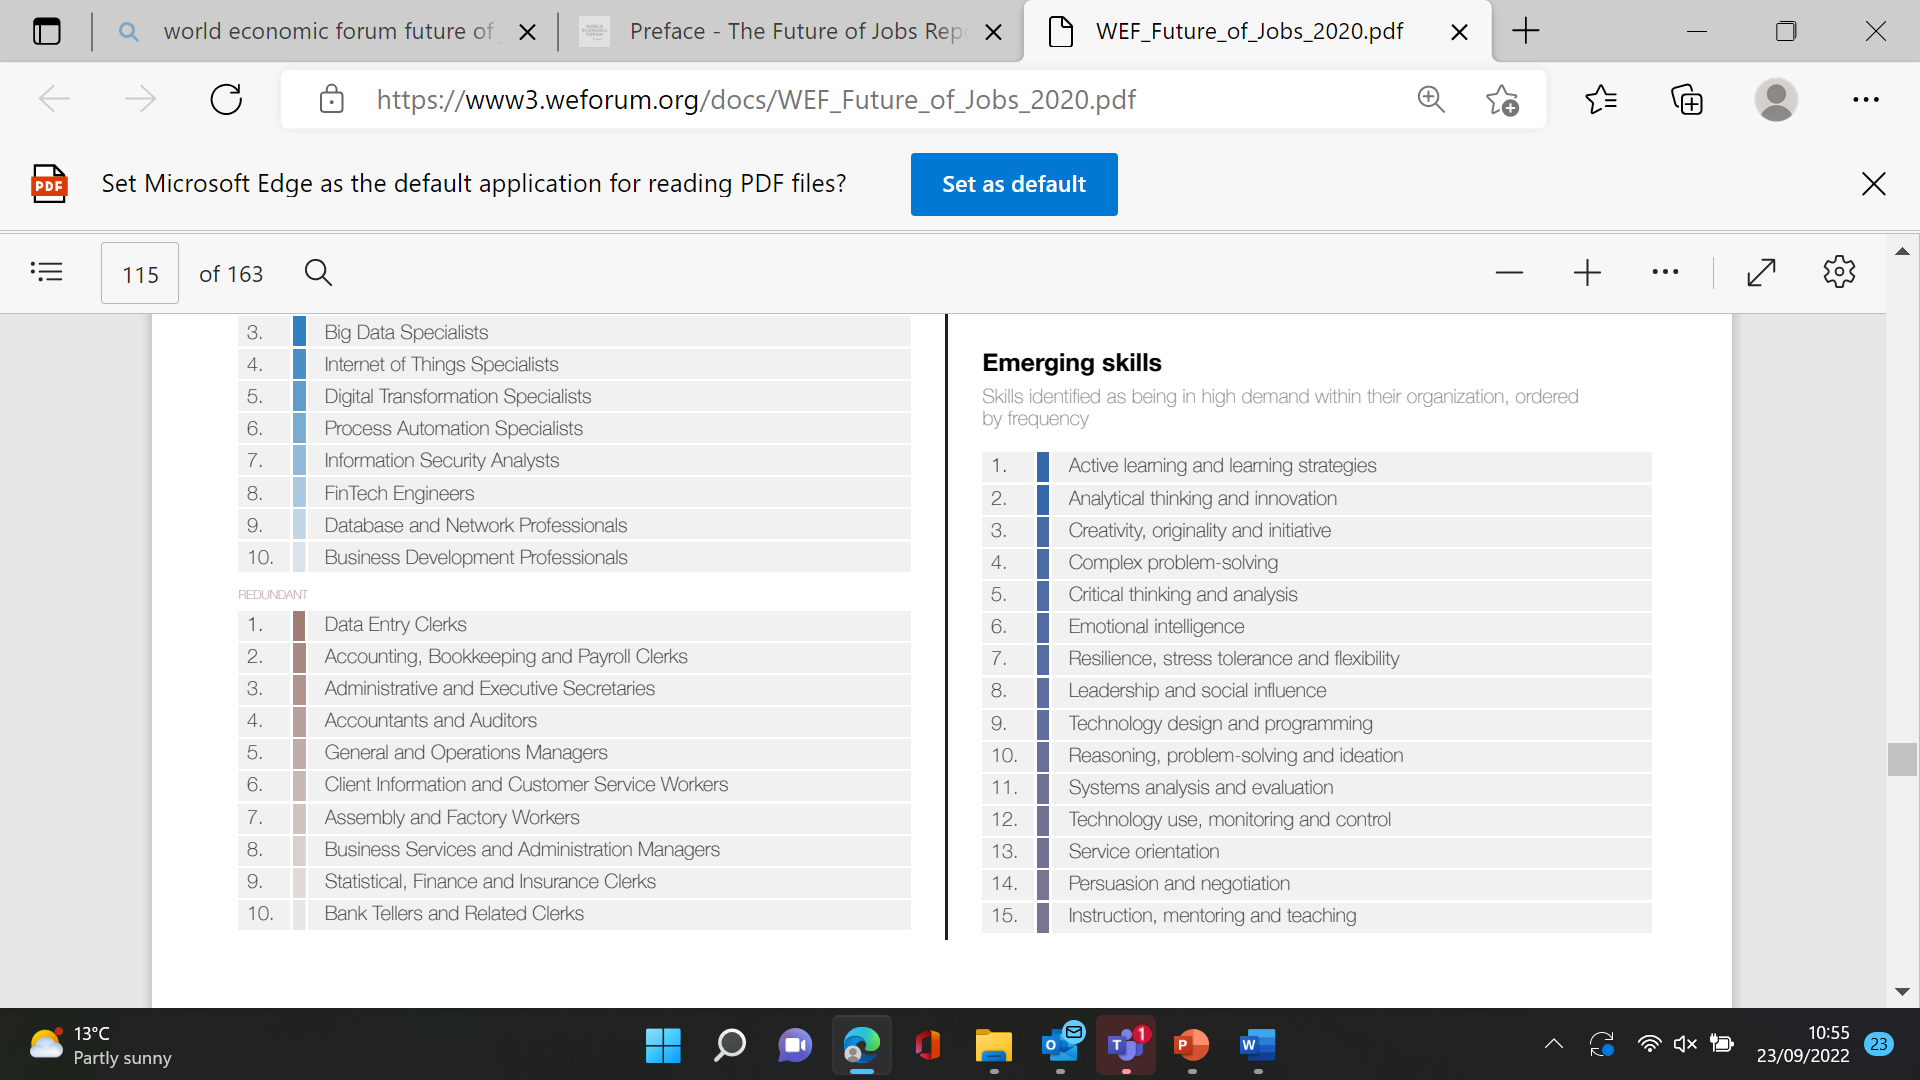 world economic forum future of
Preface - The Future of Jobs Rep
WEF_Future_of_Jobs_2020.pdf
https://www3.weforum.org/docs/WEF_Future_of_Jobs_2020.pdf
PDF
Set Microsoft Edge as the default application for reading PDF files?
Set as default
115 of 163
3. Big Data Specialists
4. Internet of Things Specialists
5. Digital Transformation Specialists
6. Process Automation Specialists
7. Information Security Analysts
8. FinTech Engineers
9. Database and Network Professionals
10. Business Development Professionals
REDUNDANT
1. Data Entry Clerks
2. Accounting, Bookkeeping and Payroll Clerks
3. Administrative and Executive Secretaries
4. Accountants and Auditors
5. General and Operations Managers
6. Client Information and Customer Service Workers
7. Assembly and Factory Workers
8. Business Services and Administration Managers
9. Statistical, Finance and Insurance Clerks
10. Bank Tellers and Related Clerks
Emerging skills
Skills identified as being in high demand within their organization, ordered
by frequency
1. Active learning and learning strategies
2. Analytical thinking and innovation
3. Creativity, originality and initiative
4. Complex problem-solving
5. Critical thinking and analysis
6. Emotional intelligence
7. Resilience, stress tolerance and flexibility
8. Leadership and social influence
9. Technology design and programming
10. Reasoning, problem-solving and ideation
11. Systems analysis and evaluation
12. Technology use, monitoring and control
13. Service orientation
14. Persuasion and negotiation
15. Instruction, mentoring and teaching
13°C
Partly sunny
O
T
1
P
W
10:55
23/09/2022
23